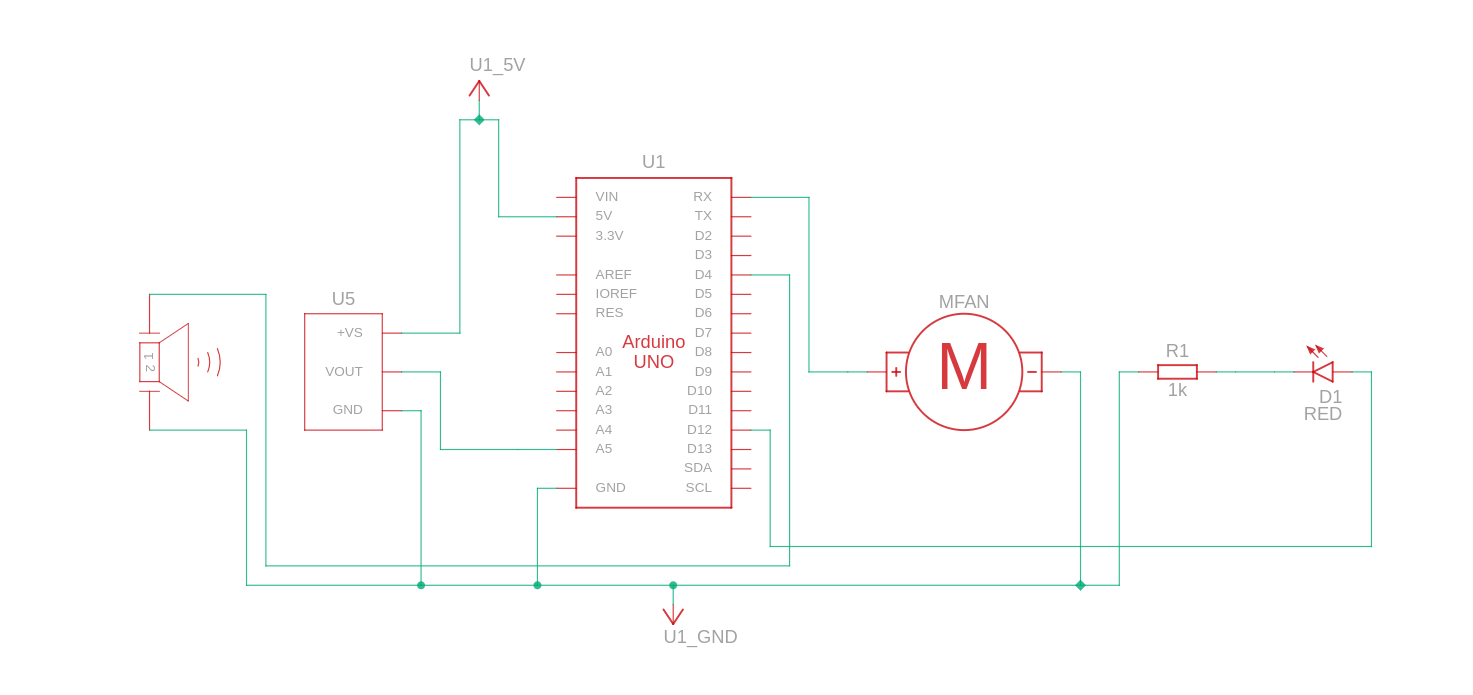 U1_5V
U1
VIN
5V
3.3V
AREF
IOREF
RES
A0
A1
A2
A3
A4
A5
GND
Arduino
UNO
RX
TX
D2
D3
D4
D5
D6
D7
D8
D9
D10
D11
D12
D13
SDA
SCL
U5
+VS
VOUT
GND
1
2
MFAN
+
M
−
R1
1k
D1
RED
U1_GND